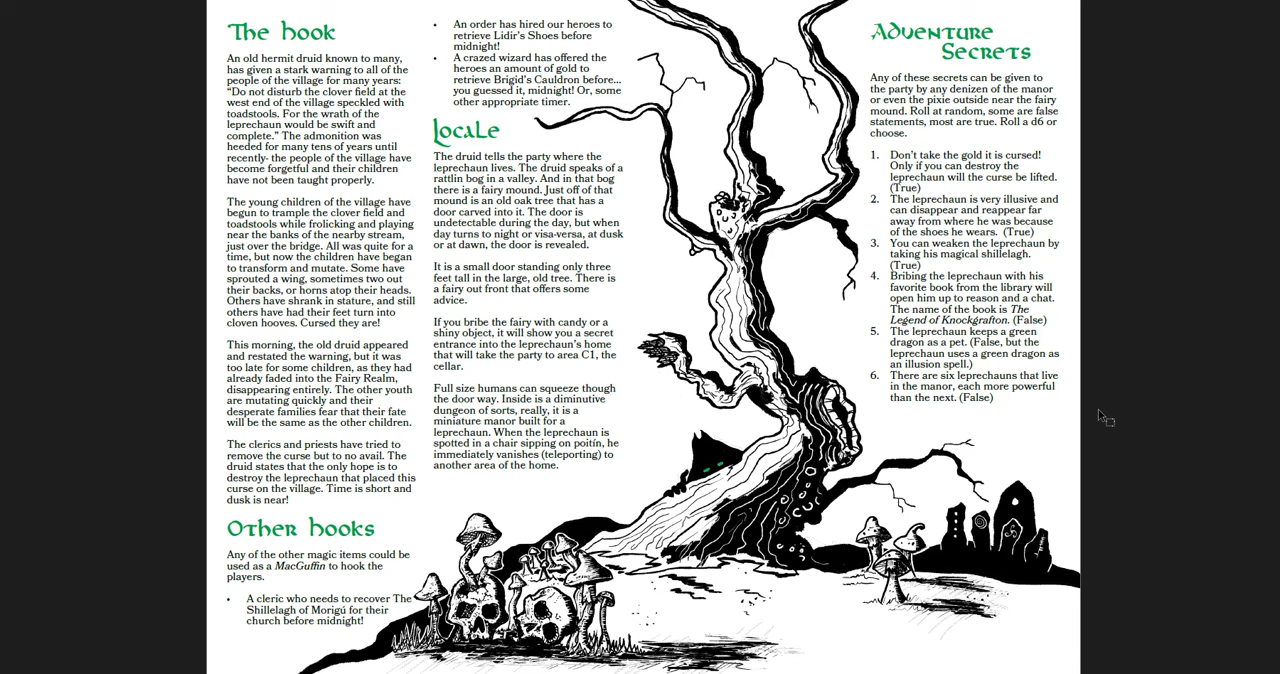 The Hook
An old hermit druid known to many,
has given a stark warning to all of the
people of the village for many years:
“Do not disturb the clover field at the
west end of the village speckled with
toadstools. For the wrath of the
leprechaun would be swift and
complete.” The admonition was
heeded for many tens of years until
recently- the people of the village have
become forgetful and their children
have not been taught properly.
The young children of the village have
begun to trample the clover field and
toadstools while frolicking and playing
near the banks of the nearby stream,
just over the bridge. All was quite for a
time, but now the children have began
to transform and mutate. Some have
sprouted a wing, sometimes two out
their backs, or horns atop their heads.
Others have shrank in stature, and still
others have had their feet turn into
cloven hooves. Cursed they are!
This morning, the old druid appeared
and restated the warning, but it was
too late for some children, as they had
already faded into the Fairy Realm,
disappearing entirely. The other youth
are mutating quickly and their
desperate families fear that their fate
will be the same as the other children.
The clerics and priests have tried to
remove the curse but to no avail. The
druid states that the only hope is to
destroy the leprechaun that placed this
curse on the village. Time is short and
dusk is near!
Other hooks
Any of the other magic items could be
used as a MacGuffin to hook the
players.
• A cleric who needs to recover The
Shillelagh of Morigú for their
church before midnight!
• An order has hired our heroes to
retrieve Lidir’s Shoes before
midnight!
• A crazed wizard has offered the
heroes an amount of gold to
retrieve Brigid’s Cauldron before...
you guessed it, midnight! Or, some
other appropriate timer.
Locale
The druid tells the party where the
leprechaun lives. The druid speaks of a
rattlin bog in a valley. And in that bog
there is a fairy mound. Just off of that
mound is an old oak tree that has a
door carved into it. The door is
undetectable during the day, but when
day turns to night or visa-versa, at dusk
or at dawn, the door is revealed.
It is a small door standing only three
feet tall in the large, old tree. There is
a fairy out front that offers some
advice.
If you bribe the fairy with candy or a
shiny object, it will show you a secret
entrance into the leprechaun’s home
that will take the party to area C1, the
cellar.
Full size humans can squeeze though
the door way. Inside is a diminutive
dungeon of sorts, really, it is a
miniature manor built for a
leprechaun. When the leprechaun is
spotted in a chair sipping on poitín, he
immediately vanishes (teleporting) to
another area of the home.
Adventure
Secrets
Any of these secrets can be given to
the party by any denizen of the manor
or even the pixie outside near the fairy
mound. Roll at random, some are false
statements, most are true. Roll a d6 or
choose.
1. Don’t take the gold it is cursed!
Only if you can destroy the
leprechaun will the curse be lifted.
(True)
2. The leprechaun is very illusive and
can disappear and reappear far
away from where he was because
of the shoes he wears. (True)
3. You can weaken the leprechaun by
taking his magical shillelagh.
(True)
4. Bribing the leprechaun with his
favorite book from the library will
open him up to reason and a chat.
The name of the book is The
Legend of Knockgrafton. (False)
5. The leprechaun keeps a green
dragon as a pet. (False, but the
leprechaun uses a green dragon as
an illusion spell.)
6. There are six leprechauns that live
in the manor, each more powerful
than the next. (False)